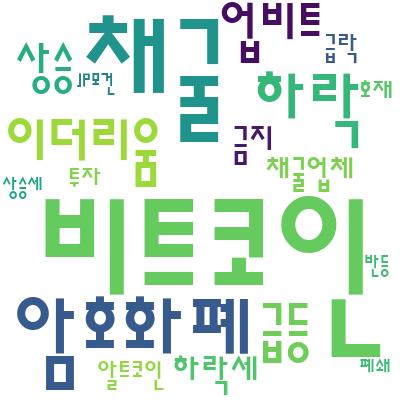 상승
JP모건
채굴
업비트
급락
하락
호재
이더리움
금지
채굴업체
상승세
투자
비트코인
반등
암호화폐
급등
폐쇄
알트코인
하락세